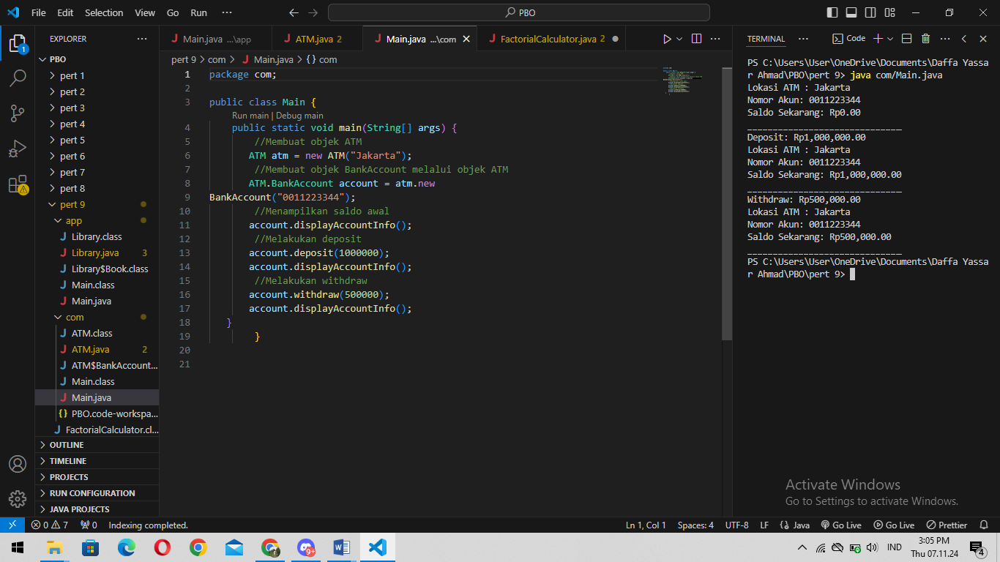 File Edit Selection View Go Run ··· PBO
EXPLORER ···
PBO
pert 1
pert 2
pert 3
pert 4
pert 5
pert 6
pert 7
pert 8
pert 9
app
Library.class
Library.java 3
Library$Book.class
Main.class
Main.java
com
ATM.class
ATM.java 2
ATM$BankAccount...
Main.class
Main.java
PBO.code-workspa...
FactorialCalculator.cl...
OUTLINE
TIMELINE
PROJECTS
RUN CONFIGURATION
JAVA PROJECTS
Main.java ...\app ATM.java 2 Main.java ...\com FactorialCalculator.java 2
pert 9 > com > Main.java > {} com
1 package com;
2
3 public class Main {
Run main | Debug main
4 public static void main(String[] args) {
5 //Membuat objek ATM
6 ATM atm = new ATM("Jakarta");
7 //Membuat objek BankAccount melalui objek ATM
8 ATM.BankAccount account = atm.new
9 BankAccount("0011223344");
10 //Menampilkan saldo awal
11 account.displayAccountInfo();
12 //Melakukan deposit
13 account.deposit(1000000);
14 account.displayAccountInfo();
15 //Melakukan withdraw
16 account.withdraw(500000);
17 account.displayAccountInfo();
18 }
19 }
20
21
TERMINAL ··· Code
PS C:\Users\User\OneDrive\Documents\Daffa Yassa
r Ahmad\PBO\pert 9> java com/Main.java
Lokasi ATM : Jakarta
Nomor Akun: 0011223344
Saldo Sekarang: Rp0.00
______________________________
Deposit: Rp1,000,000.00
Lokasi ATM : Jakarta
Nomor Akun: 0011223344
Saldo Sekarang: Rp1,000,000.00
______________________________
Withdraw: Rp500,000.00
Lokasi ATM : Jakarta
Nomor Akun: 0011223344
Saldo Sekarang: Rp500,000.00
______________________________
PS C:\Users\User\OneDrive\Documents\Daffa Yassa
r Ahmad\PBO\pert 9>
Activate Windows
Go to Settings to activate Windows.
0 7 0 Indexing completed. Ln 1, Col 1 Spaces: 4 UTF-8 LF Java Go Live Go Live Prettier
IND 3:05 PM
Thu 07.11.24 4